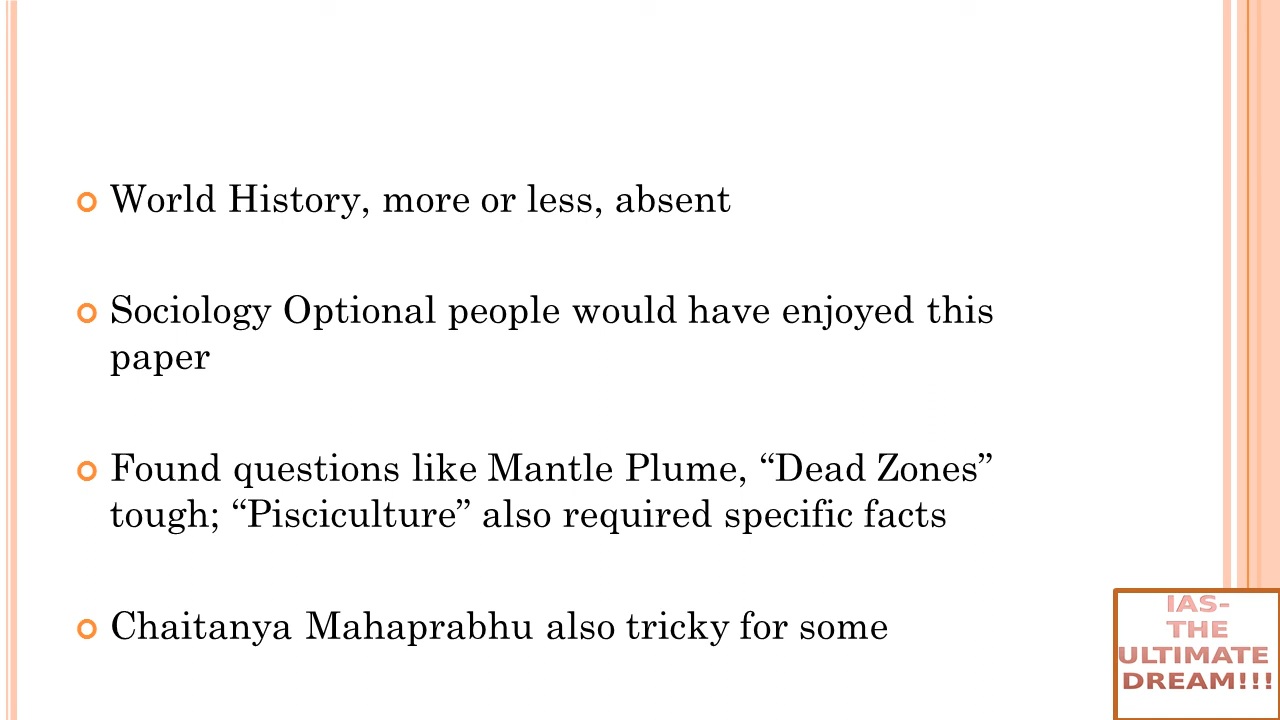 World History, more or less, absent
Sociology Optional people would have enjoyed this
paper
Found questions like Mantle Plume, “Dead Zones”
tough; “Pisciculture” also required specific facts
Chaitanya Mahaprabhu also tricky for some
IAS-
THE
ULTIMATE
DREAM!!!